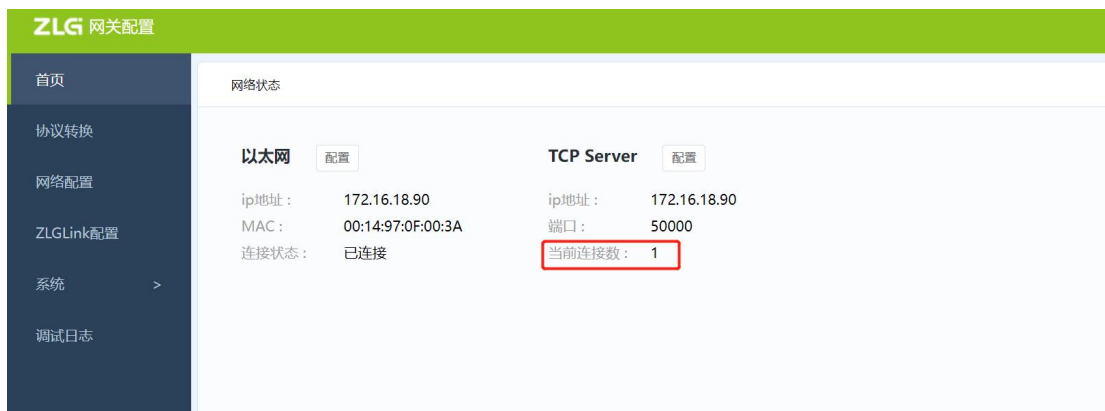 ZLG 网关配置
首页
协议转换
网络配置
ZLGLink配置
系统 >
调试日志
网络状态
以太网 配置
ip地址： 172.16.18.90
MAC： 00:14:97:0F:00:3A
连接状态： 已连接
TCP Server 配置
ip地址： 172.16.18.90
端口： 50000
当前连接数： 1